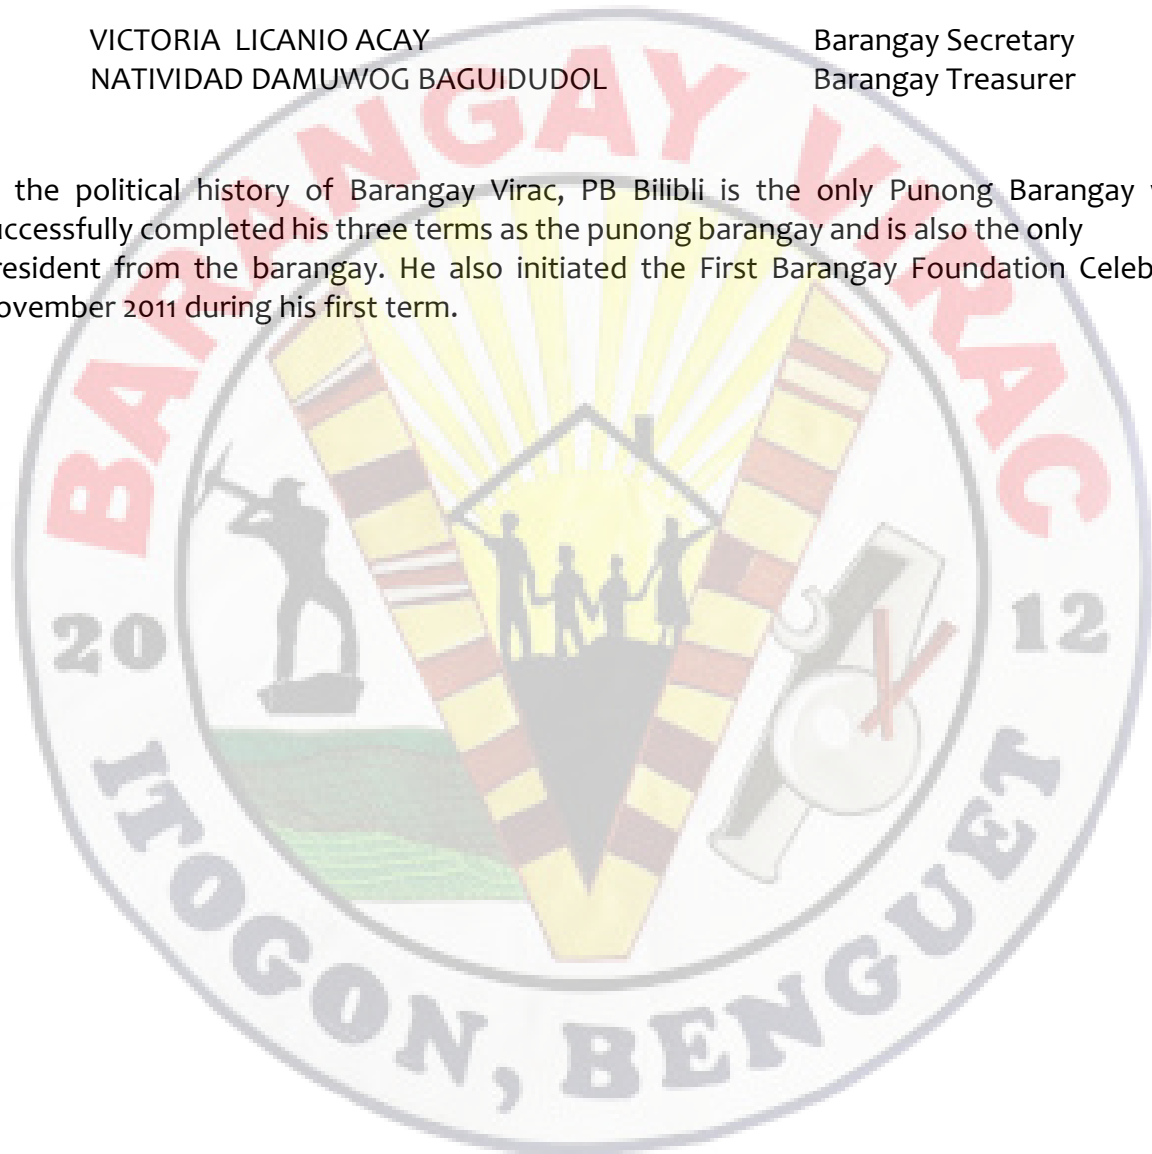 VICTORIA LICANIO ACAY Barangay Secretary
NATIVIDAD DAMUWOG BAGUIDUDOL Barangay Treasurer
the political history of Barangay Virac, PB Bilibli is the only Punong Barangay
uccessfully completed his three terms as the punong barangay and is also the only
resident from the barangay. He also initiated the First Barangay Foundation Celeb
ovember 2011 during his first term.
BARANGAY VIRAC
20 12
ITOGON, BENGUET